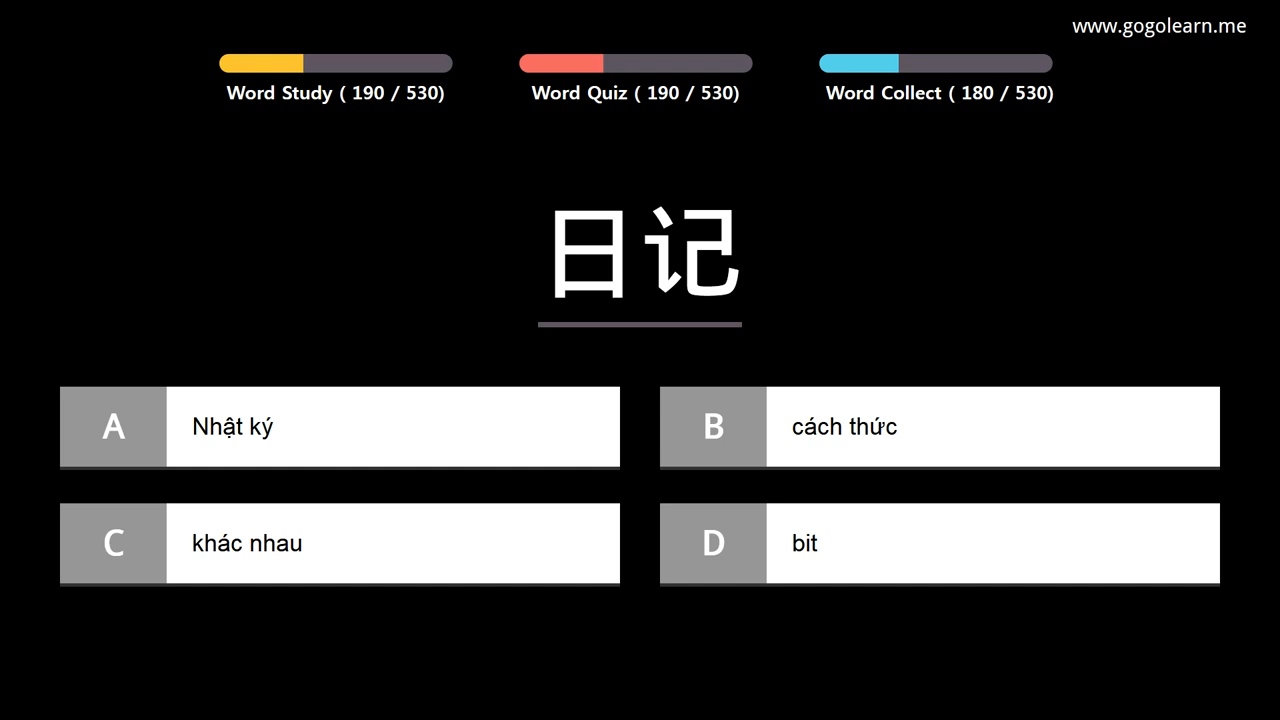 www.gogolearn.me
Word Study ( 190 / 530)
Word Quiz ( 190 / 530)
Word Collect ( 180 / 530)
日记
A
Nhật ký
B
cách thức
C
khác nhau
D
bit